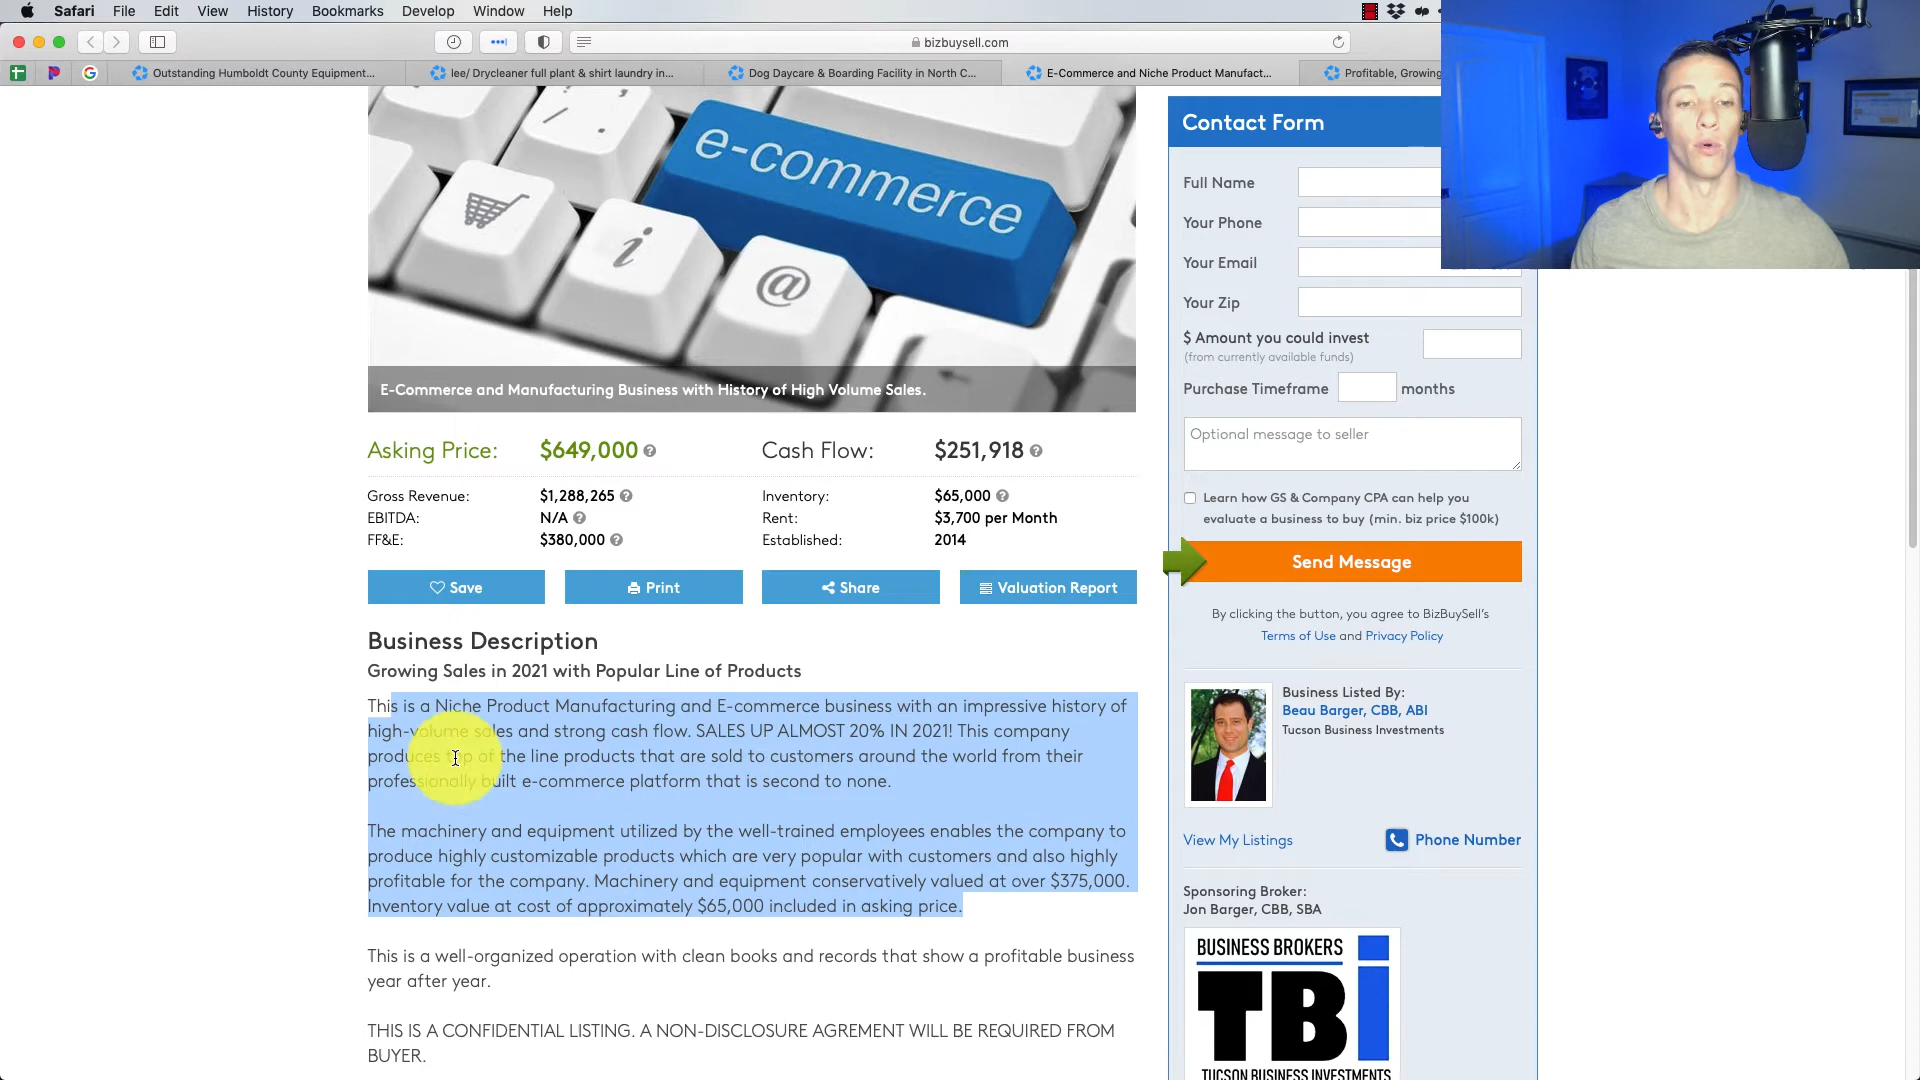 Safari File Edit View History Bookmarks Develop Window Help
bizbuysell.com
Outstanding Humboldt County Equipment...
lee/ Drycleaner full plant & shirt laundry in...
Dog Daycare & Boarding Facility in North C...
E-Commerce and Niche Product Manufact...
Profitable, Growing
e-commerce
E-Commerce and Manufacturing Business with History of High Volume Sales.
Asking Price: $649,000 Cash Flow: $251,918
Gross Revenue: $1,288,265 Inventory: $65,000
EBITDA: N/A Rent: $3,700 per Month
FF&E: $380,000 Established: 2014
Save Print Share Valuation Report
Business Description
Growing Sales in 2021 with Popular Line of Products
This is a Niche Product Manufacturing and E-commerce business with an impressive history of
high-volume sales and strong cash flow. SALES UP ALMOST 20% IN 2021! This company
produces top of the line products that are sold to customers around the world from their
professionally built e-commerce platform that is second to none.
The machinery and equipment utilized by the well-trained employees enables the company to
produce highly customizable products which are very popular with customers and also highly
profitable for the company. Machinery and equipment conservatively valued at over $375,000.
Inventory value at cost of approximately $65,000 included in asking price.
This is a well-organized operation with clean books and records that show a profitable business
year after year.
THIS IS A CONFIDENTIAL LISTING. A NON-DISCLOSURE AGREMENT WILL BE REQUIRED FROM
BUYER.
Contact Form
Full Name
Your Phone
Your Email
Your Zip
$ Amount you could invest
(from currently available funds)
Purchase Timeframe months
Optional message to seller
Learn how GS & Company CPA can help you
evaluate a business to buy (min. biz price $100k)
Send Message
By clicking the button, you agree to BizBuySell's
Terms of Use and Privacy Policy
Business Listed By:
Beau Barger, CBB, ABI
Tucson Business Investments
View My Listings Phone Number
Sponsoring Broker:
Jon Barger, CBB, SBA
BUSINESS BROKERS
TBi
TUCSON BUSINESS INVESTMENTS